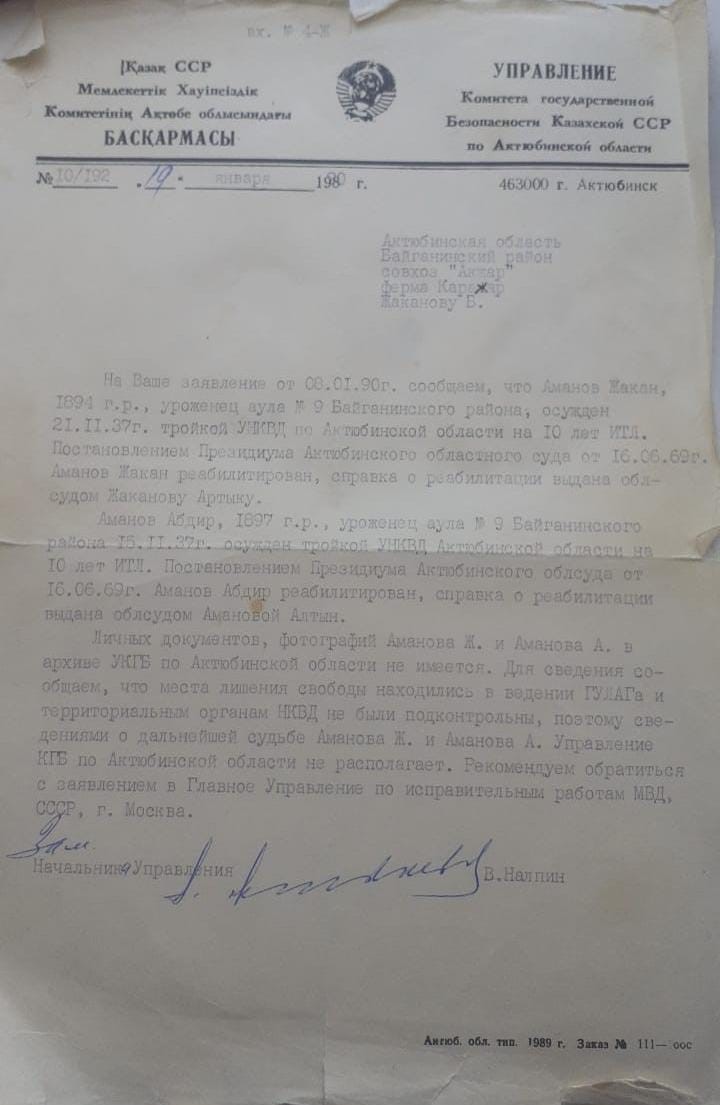 вх. № 4-Ж
Қазақ ССР
Мемлекеттік Хауіпсіздік
Комитетінің Ақтөбе облысындағы
БАСҚАРМАСЫ
УПРАВЛЕНИЕ
Комитета государственной
Безопасности Казахской ССР
по Актюбинской области
№ 10/192 „19" января 1990 г.
463000 г. Актюбинск
Актюбинская область
Байганинский район
совхоз "Акжар"
ферма Каражар
Жаканову Б.
На Ваше заявление от 08.01.90г. сообщаем, что Аманов Жакан,
1894 г.р., уроженец аула № 9 Байганинского района, осужден
21.11.37г. тройкой УНКВД по Актюбинской области на 10 лет ИТЛ.
Постановлением Президиума Актюбинского областного суда от 16.06.69г.
Аманов Жакан реабилитирован, справка о реабилитации выдана обл-
судом Жаканову Артыку.
Аманов Абдир, 1897 г.р., уроженец аула № 9 Байганинского
района 15.11.37г. осужден тройкой УНКВД Актюбинской области на
10 лет ИТЛ. Постановлением Президиума Актюбинского облсуда от
16.06.69г. Аманов Абдир реабилитирован, справка о реабилитации
выдана облсудом Амановой Алтын.
Личных документов, фотографий Аманова Ж. и Аманова А. в
архиве УКГБ по Актюбинской области не имеется. Для сведения со-
общаем, что места лишения свободы находились в ведении ГУЛАГа и
территориальным органам НКВД не были подконтрольны, поэтому све-
дениями о дальнейшей судьбе Аманова Ж. и Аманова А. Управление
КГБ по Актюбинской области не располагает. Рекомендуем обратиться
с заявлением в Главное Управление по исправительным работам МВД,
СССР, г. Москва.
Зам.
Начальника Управления
В.Налпин
Актюб. обл. тип. 1989 г. Заказ № 111— оос